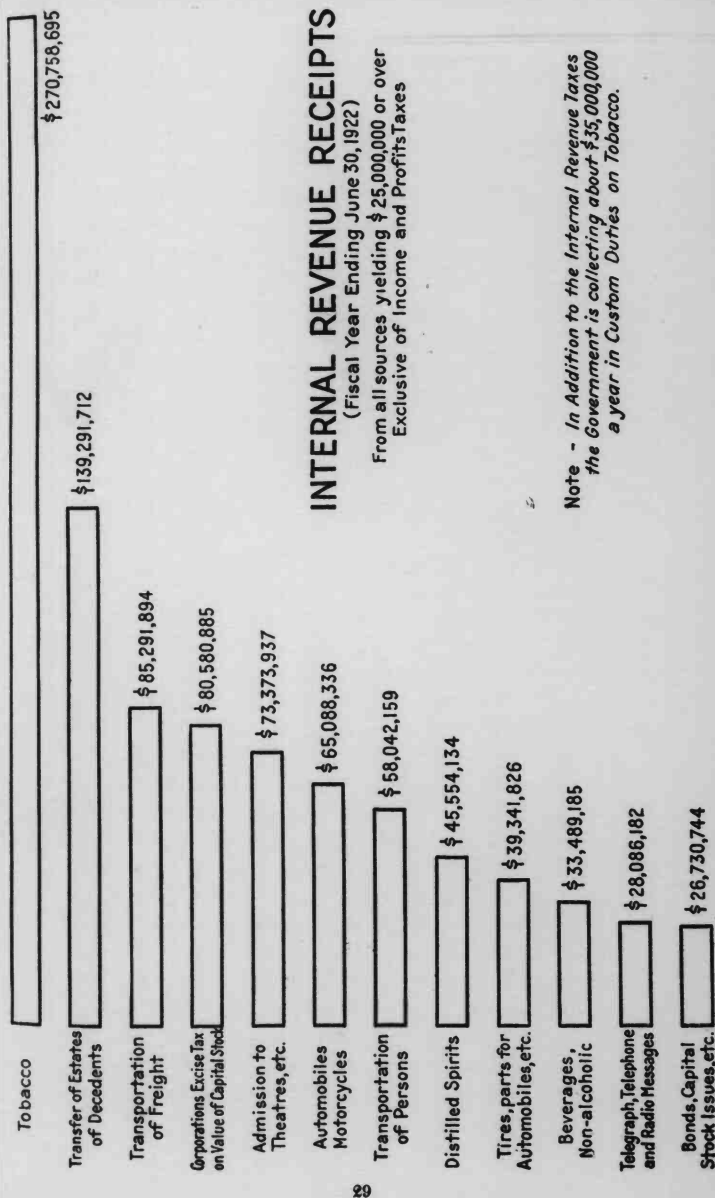 INTERNAL REVENUE RECEIPTS
(Fiscal Year Ending June 30, 1922)
From all sources yielding $25,000,000 or over
Exclusive of Income and Profits Taxes
Tobacco
$270,758,695
Transfer of Estates
of Decedents
$139,291,712
Transportation
of Freight
$85,291,894
Corporations Excise Tax
on Value of Capital Stock
$80,580,885
Admission to
Theatres, etc.
$73,373,937
Automobiles
Motorcycles
$65,088,336
Transportation
of Persons
$58,042,159
Distilled Spirits
$45,554,134
Tires, parts for
Automobiles, etc.
$39,341,826
Beverages,
Non-alcoholic
$33,489,185
Telegraph, Telephone
and Radio Messages
$28,086,182
Bonds, Capital
Stock Issues, etc.
$26,730,744
Note - In Addition to the Internal Revenue Taxes
the Government is collecting about $35,000,000
a year in Custom Duties on Tobacco.
29